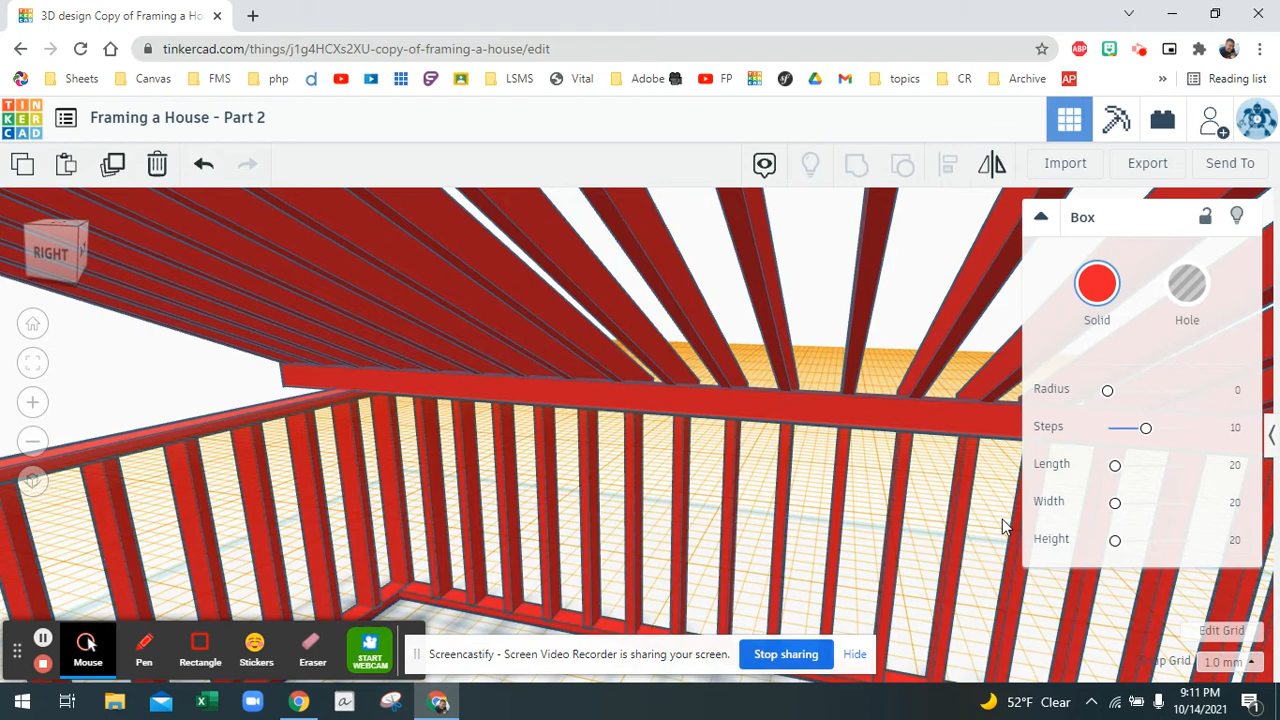 3D design Copy of Framing a Ho
tinkercad.com/things/j1g4HCXs2XU-copy-of-framing-a-house/edit
ABP
Sheets
Canvas
FMS
php
LSMS
Vital
Adobe
FP
topics
CR
Archive
AP
Reading list
TIN
KER
CAD
Framing a House - Part 2
Import
Export
Send To
RIGHT
Box
Solid
Hole
Radius 0
Steps 10
Length 20
Width 20
Height 20
Edit Grid
Grid 1.0 mm
Mouse
Pen
Rectangle
Stickers
Eraser
START
WEBCAM
Screencastify - Screen Video Recorder is sharing your screen.
Stop sharing
Hide
52°F Clear
9:11 PM
10/14/2021